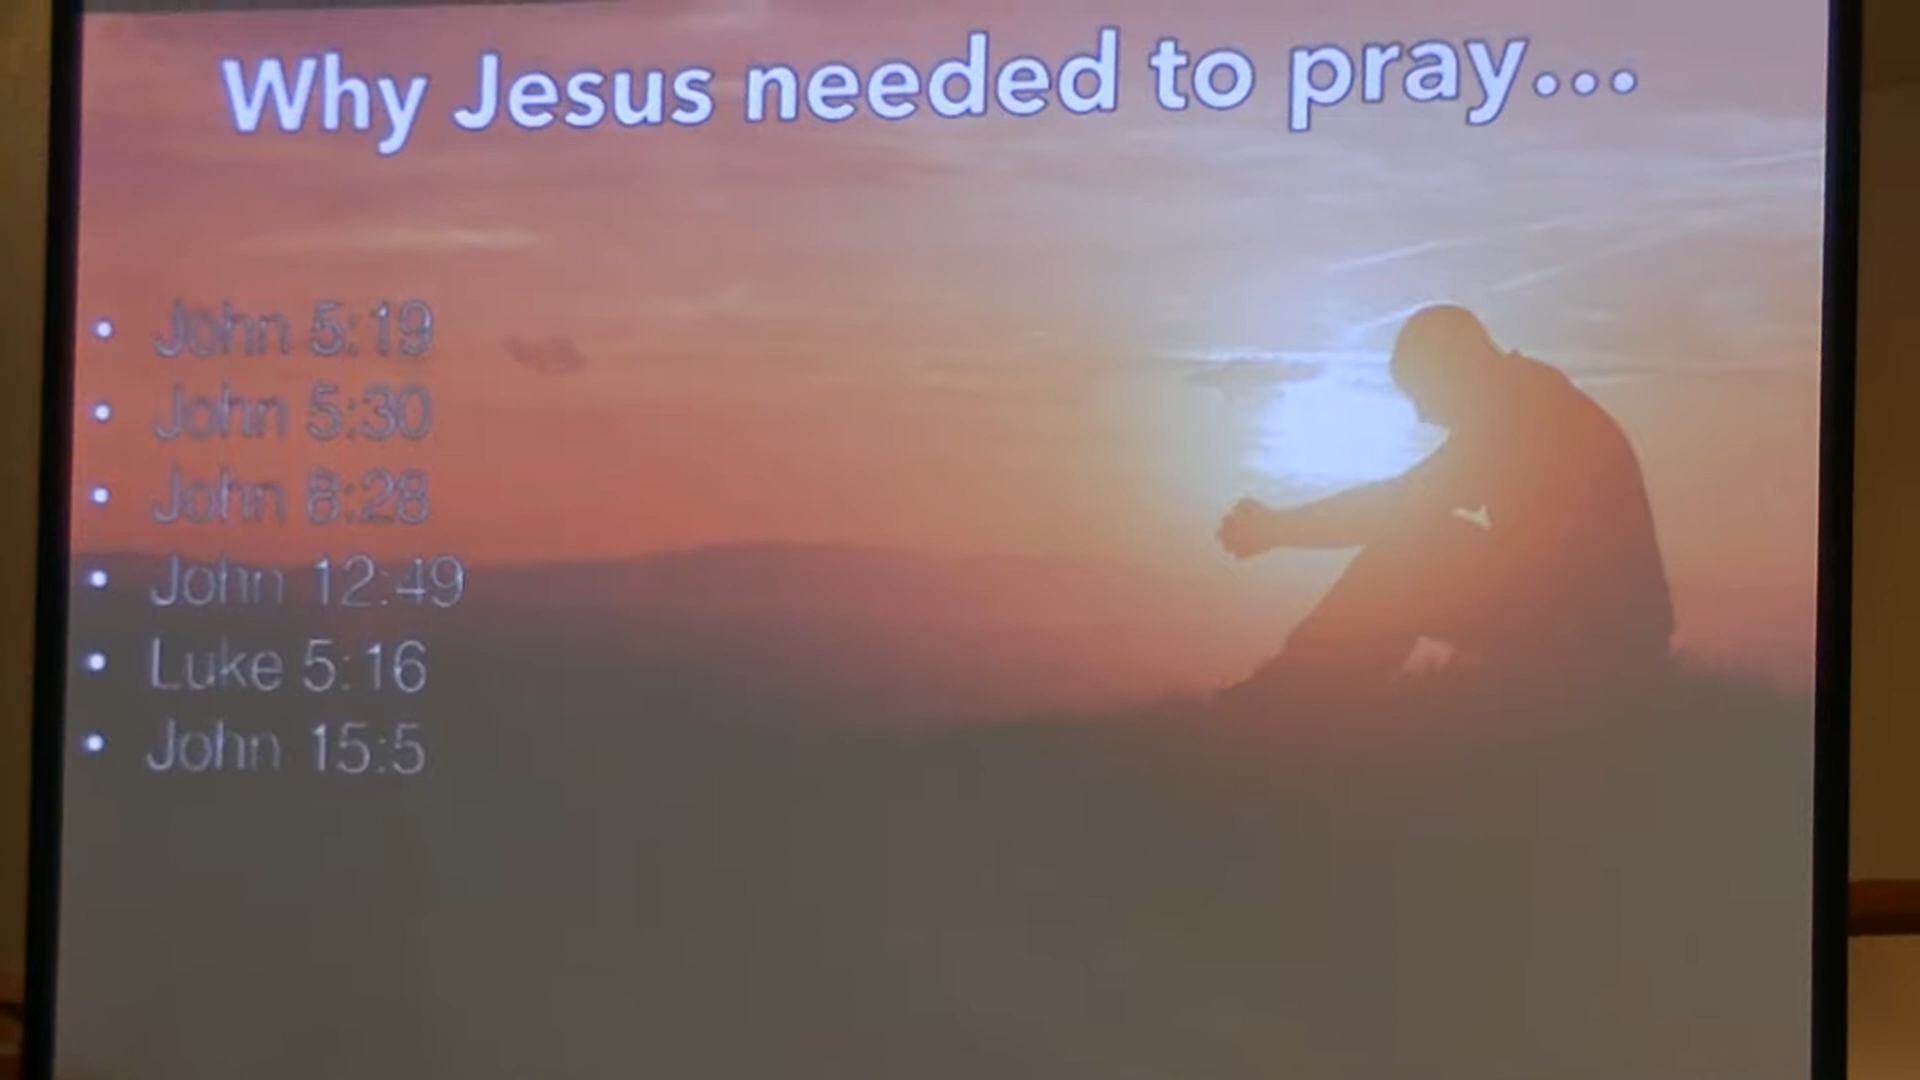 Why Jesus needed to pray...
• John 5:19
• John 5:30
• John 8:28
• John 12:49
• Luke 5:16
• John 15:5